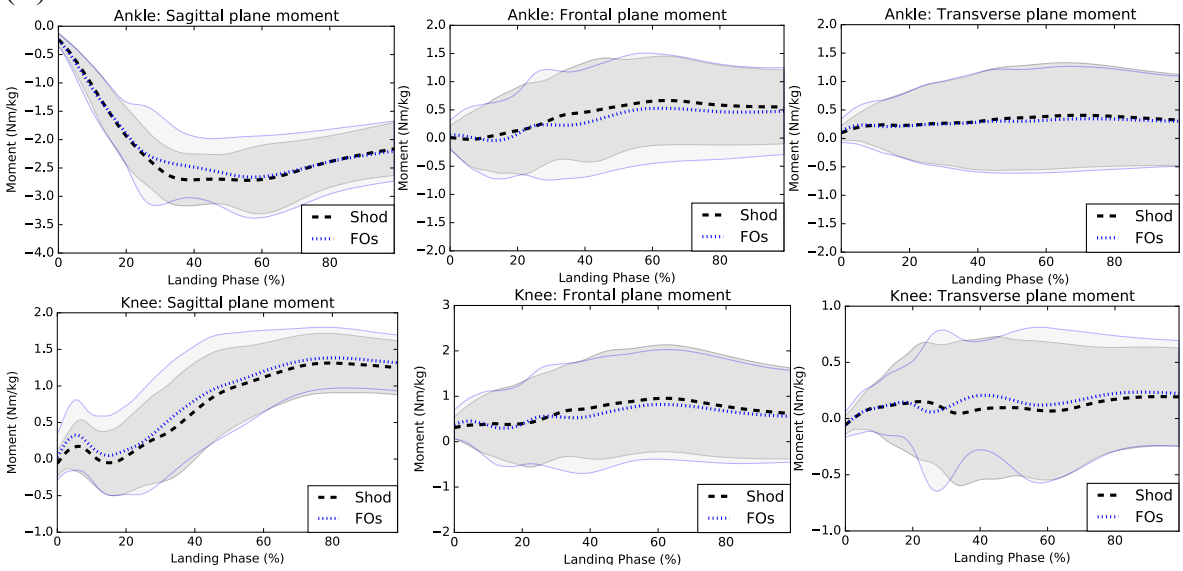 Ankle: Sagittal plane moment
Moment (Nm/kg)
0.0
−0.5
−1.0
−1.5
−2.0
−2.5
−3.0
−3.5
−4.0
0 20 40 60 80
Landing Phase (%)
Shod
FOs
Ankle: Frontal plane moment
Moment (Nm/kg)
2.0
1.5
1.0
0.5
0.0
−0.5
−1.0
−1.5
−2.0
0 20 40 60 80
Landing Phase (%)
Shod
FOs
Ankle: Transverse plane moment
Moment (Nm/kg)
2.0
1.5
1.0
0.5
0.0
−0.5
−1.0
−1.5
−2.0
0 20 40 60 80
Landing Phase (%)
Shod
FOs
Knee: Sagittal plane moment
Moment (Nm/kg)
2.0
1.5
1.0
0.5
0.0
−0.5
−1.0
0 20 40 60 80
Landing Phase (%)
Shod
FOs
Knee: Frontal plane moment
Moment (Nm/kg)
3
2
1
0
−1
−2
0 20 40 60 80
Landing Phase (%)
Shod
FOs
Knee: Transverse plane moment
Moment (Nm/kg)
1.0
0.5
0.0
−0.5
−1.0
0 20 40 60 80
Landing Phase (%)
Shod
FOs